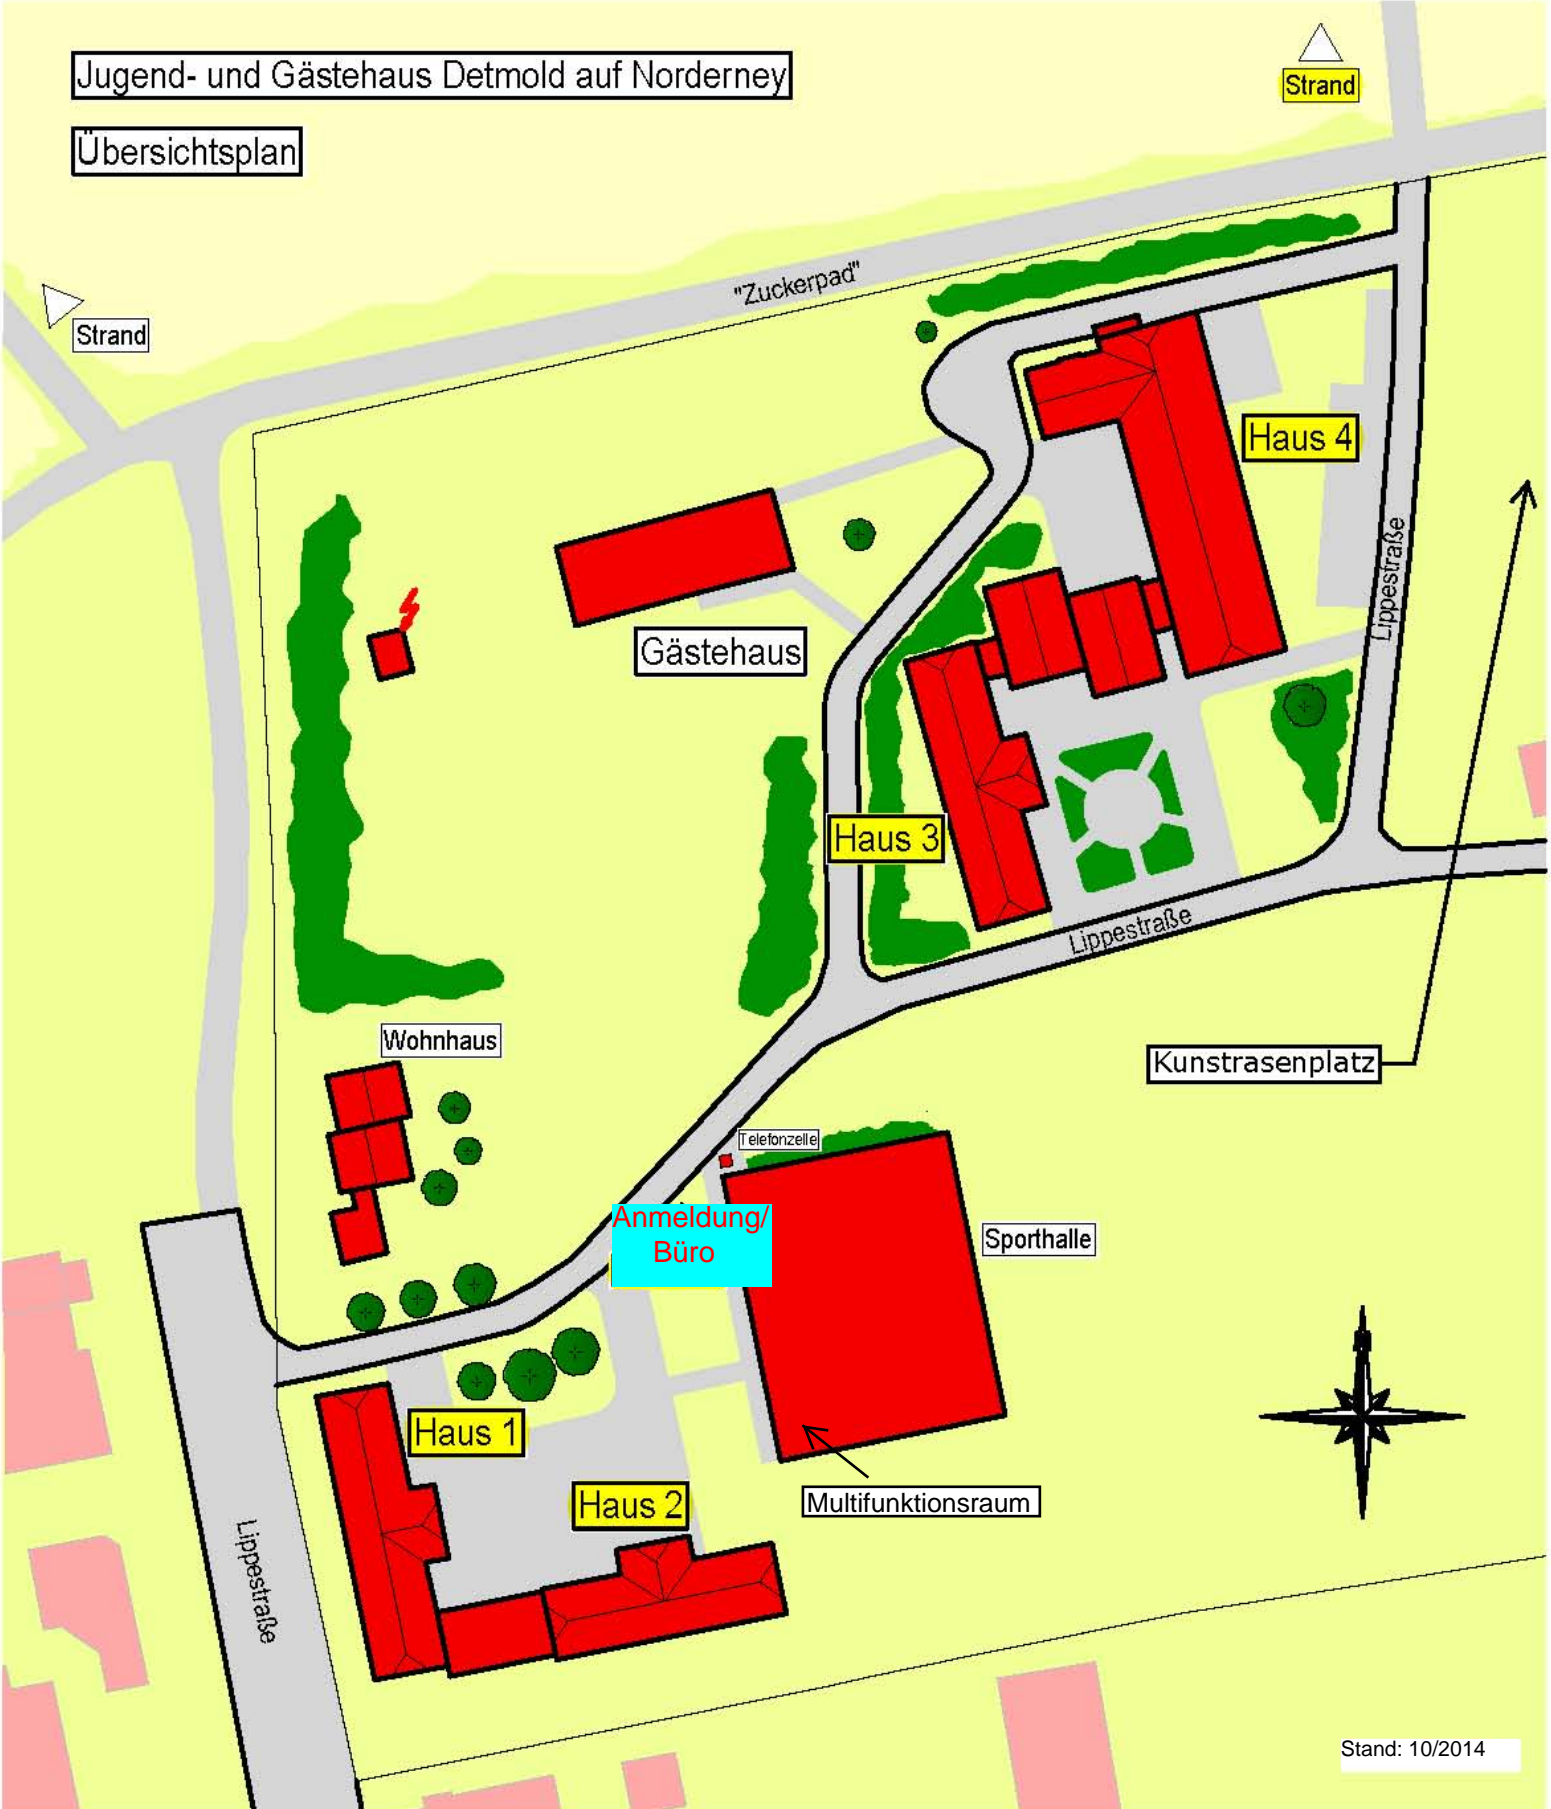 Jugend- und Gästehaus Detmold auf Norderney
Übersichtsplan
Strand
Strand
"Zuckerpad"
Haus 4
Lippestraße
Gästehaus
Haus 3
Lippestraße
Wohnhaus
Kunstrasenplatz
Telefonzelle
Anmeldung/
Büro
Sporthalle
Haus 1
Haus 2
Multifunktionsraum
Lippestraße
Stand: 10/2014